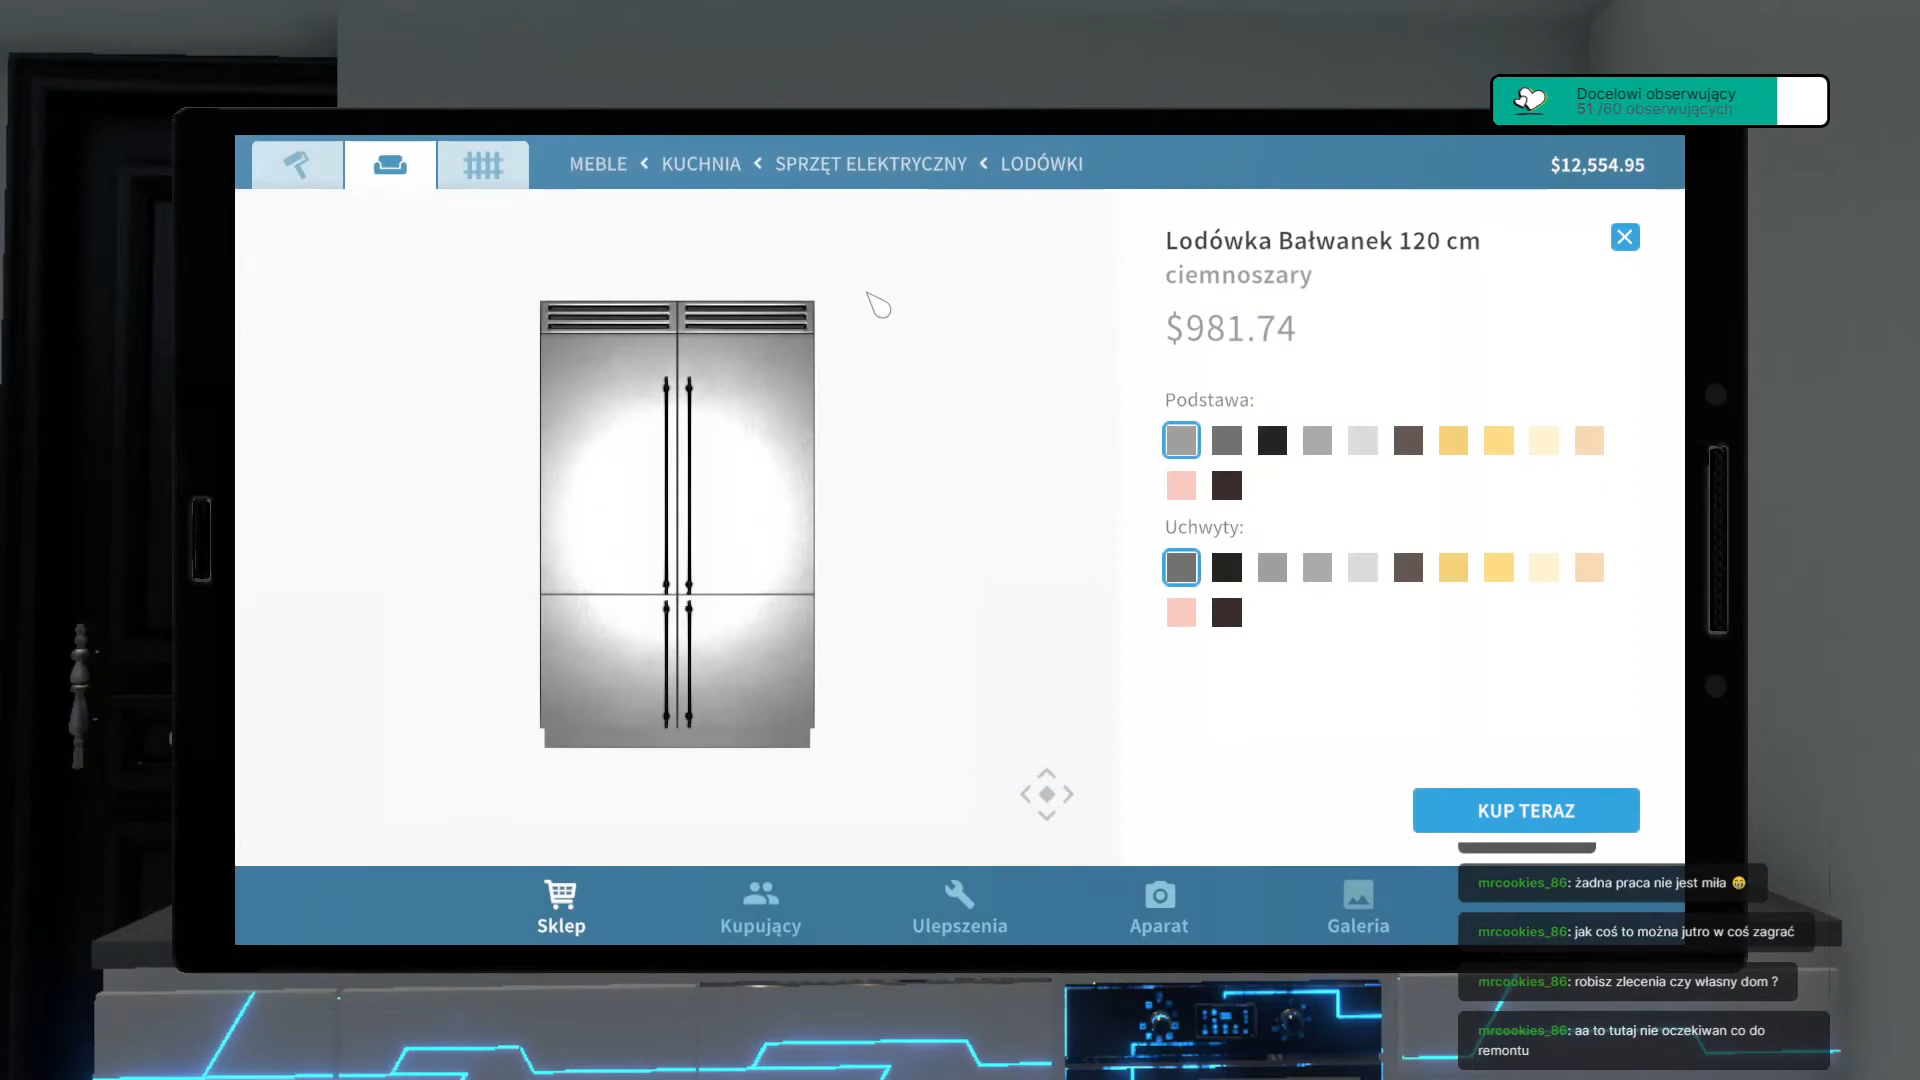 Docelowi obserwujący
51 /60 obserwujących
MEBLE < KUCHNIA < SPRZĘT ELEKTRYCZNY < LODÓWKI
$12,554.95
Lodówka Bałwanek 120 cm
ciemnoszary
$981.74
Podstawa:
Uchwyty:
KUP TERAZ
mrcookies_86: żadna praca nie jest miła 😁
mrcookies_86: jak coś to można jutro w coś zagrać
mrcookies_86: robisz zlecenia czy własny dom ?
mrcookies_86: aa to tutaj nie oczekiwan co do
remontu
Sklep
Kupujący
Ulepszenia
Aparat
Galeria